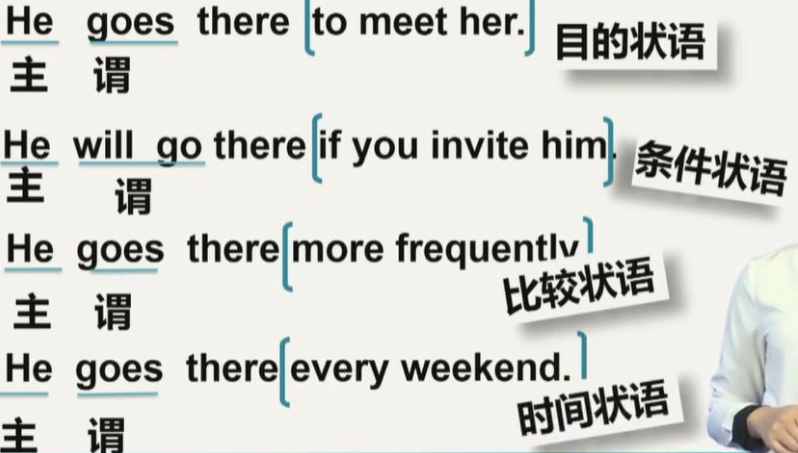 He goes there [to meet her.] 目的状语
主 谓
He will go there [if you invite him]. 条件状语
主 谓
He goes there [more frequently] 比较状语
主 谓
He goes there [every weekend.] 时间状语
主 谓